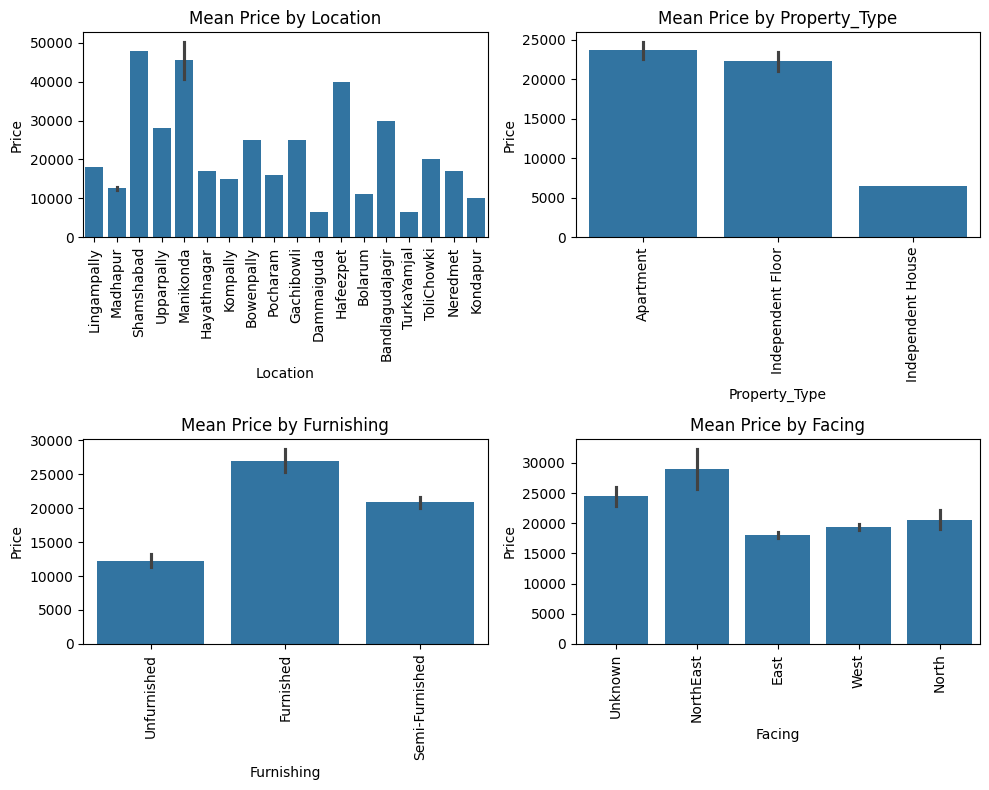 Mean Price by Location
Price
50000
40000
30000
20000
10000
0
Lingampally
Madhapur
Shamshabad
Upparpally
Manikonda
Hayathnagar
Kompally
Bowenpally
Pocharam
Gachibowli
Dammaiguda
Hafeezpet
Bolarum
BandlagudaJagir
TurkaYamjal
ToliChowki
Neredmet
Kondapur
Location
Mean Price by Property_Type
Price
25000
20000
15000
10000
5000
0
Apartment
Independent Floor
Independent House
Property_Type
Mean Price by Furnishing
Price
30000
25000
20000
15000
10000
5000
0
Unfurnished
Furnished
Semi-Furnished
Furnishing
Mean Price by Facing
Price
30000
25000
20000
15000
10000
5000
0
Unknown
NorthEast
East
West
North
Facing